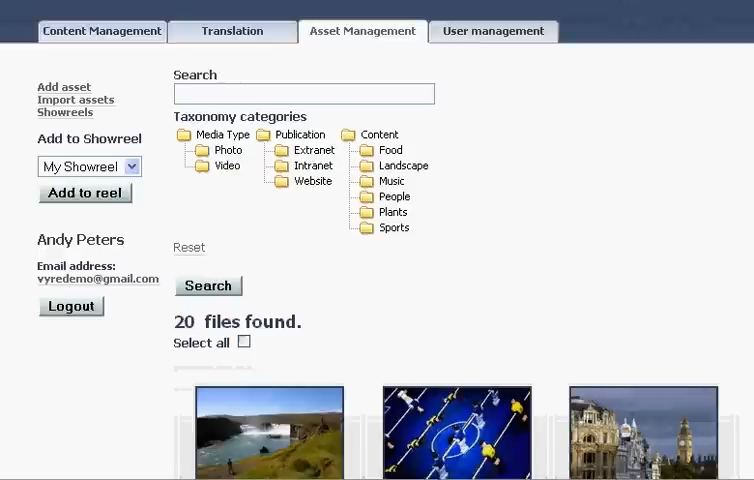 Content Management
Translation
Asset Management
User management
Add asset
Import assets
Showreels
Add to Showreel
My Showreel
Add to reel
Andy Peters
Email address:
vyredemo@gmail.com
Logout
Search
Taxonomy categories
Media Type
Photo
Video
Publication
Extranet
Intranet
Website
Content
Food
Landscape
Music
People
Plants
Sports
Reset
Search
20 files found.
Select all